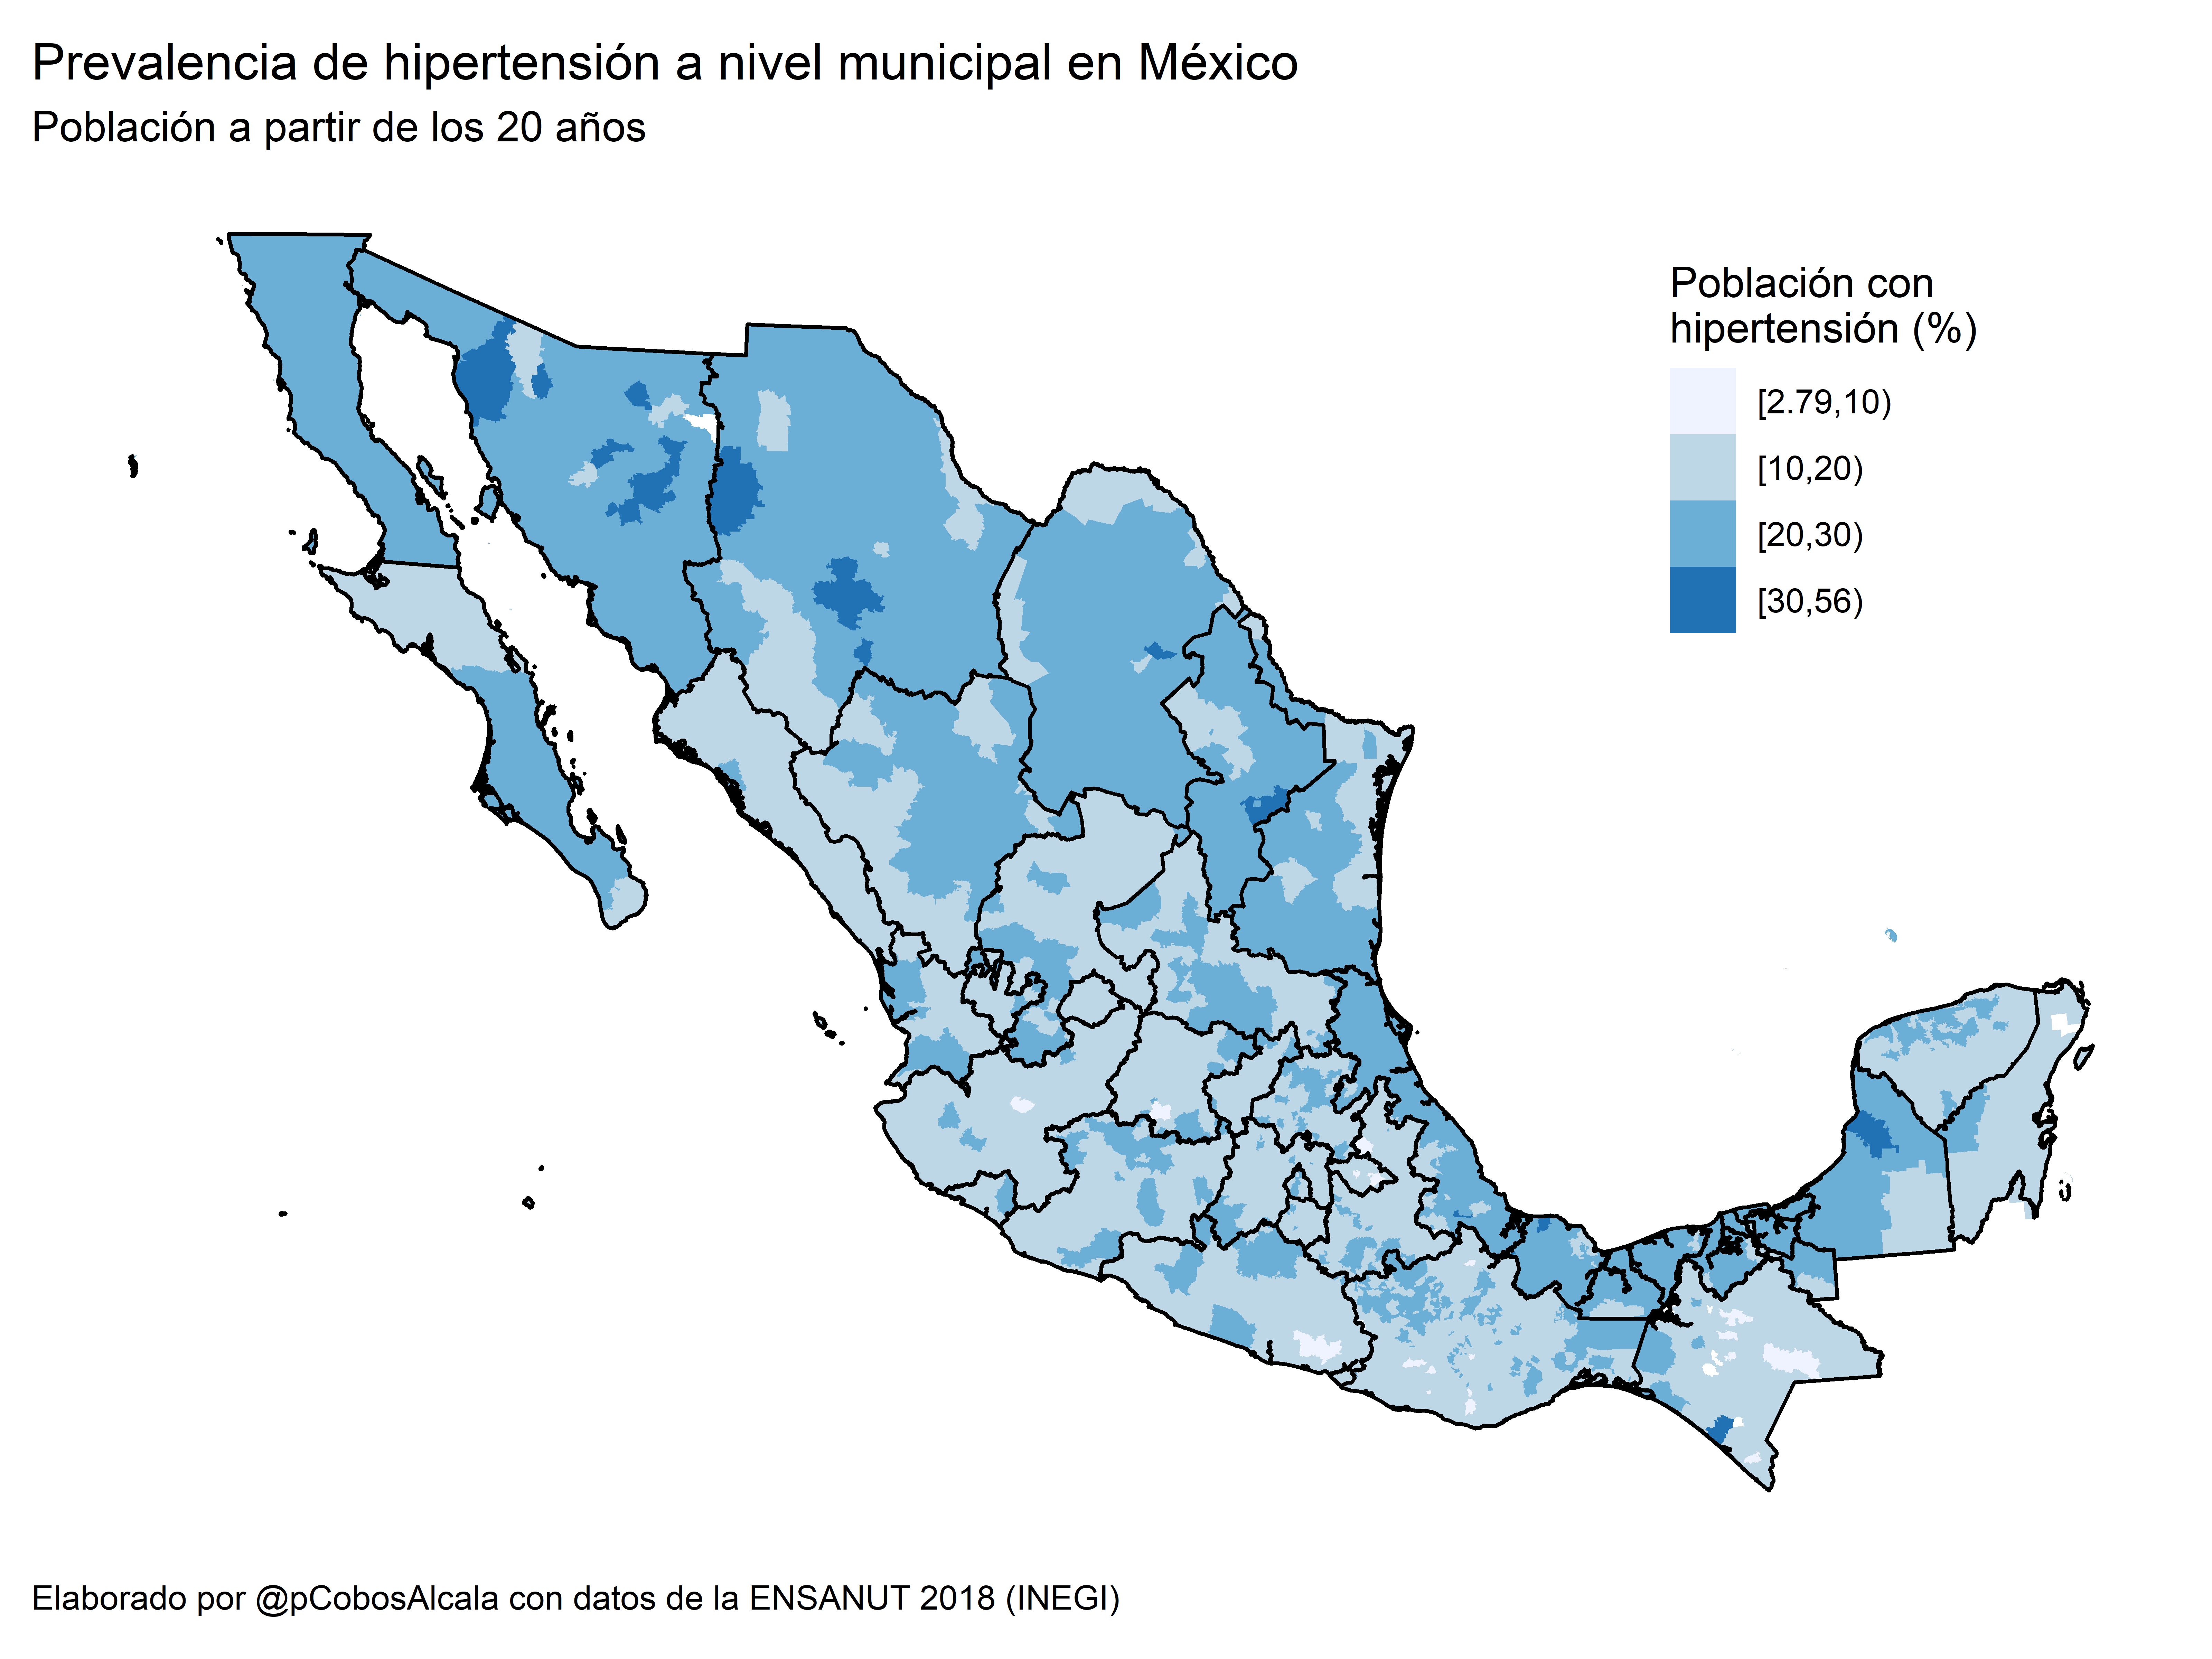 Prevalencia de hipertensión a nivel municipal en México
Población a partir de los 20 años
Población con
hipertensión (%)
[2.79,10)
[10,20)
[20,30)
[30,56)
Elaborado por @pCobosAlcala con datos de la ENSANUT 2018 (INEGI)